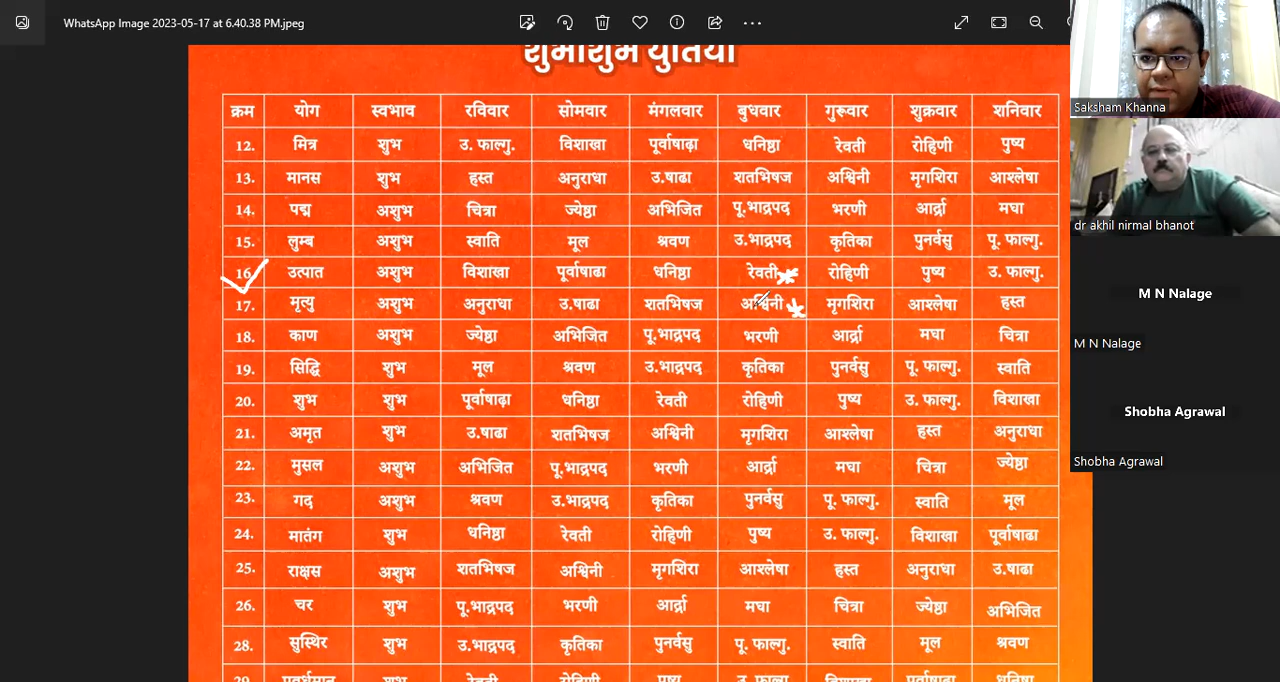 WhatsApp Image 2023-05-17 at 6.40.38 PM.jpeg
शुभाशुभ युतियाँ
क्रम योग स्वभाव रविवार सोमवार मंगलवार बुधवार गुरूवार शुक्रवार शनिवार
12. मित्र शुभ उ. फाल्गु. विशाखा पूर्वाषाढ़ा धनिष्ठा रेवती रोहिणी पुष्य
13. मानस शुभ हस्त अनुराधा उ.षाढा शतभिषज अश्विनी मृगशिरा आश्लेषा
14. पद्म अशुभ चित्रा ज्येष्ठा अभिजित पू.भाद्रपद भरणी आर्द्रा मघा
15. लुम्ब अशुभ स्वाति मूल श्रवण उ.भाद्रपद कृतिका पुनर्वसु पू. फाल्गु.
16. उत्पात अशुभ विशाखा पूर्वाषाढा धनिष्ठा रेवती रोहिणी पुष्य उ. फाल्गु.
17. मृत्यु अशुभ अनुराधा उ.षाढा शतभिषज अश्विनी मृगशिरा आश्लेषा हस्त
18. काण अशुभ ज्येष्ठा अभिजित पू.भाद्रपद भरणी आर्द्रा मघा चित्रा
19. सिद्धि शुभ मूल श्रवण उ.भाद्रपद कृतिका पुनर्वसु पू. फाल्गु. स्वाति
20. शुभ शुभ पूर्वाषाढ़ा धनिष्ठा रेवती रोहिणी पुष्य उ. फाल्गु. विशाखा
21. अमृत शुभ उ.षाढा शतभिषज अश्विनी मृगशिरा आश्लेषा हस्त अनुराधा
22. मुसल अशुभ अभिजित पू.भाद्रपद भरणी आर्द्रा मघा चित्रा ज्येष्ठा
23. गद अशुभ श्रवण उ.भाद्रपद कृतिका पुनर्वसु पू. फाल्गु. स्वाति मूल
24. मातंग शुभ धनिष्ठा रेवती रोहिणी पुष्य उ. फाल्गु. विशाखा पूर्वाषाढा
25. राक्षस अशुभ शतभिषज अश्विनी मृगशिरा आश्लेषा हस्त अनुराधा उ.षाढा
26. चर शुभ पू.भाद्रपद भरणी आर्द्रा मघा चित्रा ज्येष्ठा अभिजित
28. सुस्थिर शुभ उ.भाद्रपद कृतिका पुनर्वसु पू. फाल्गु. स्वाति मूल श्रवण
Saksham Khanna
dr akhil nirmal bhanot
M N Nalage
M N Nalage
Shobha Agrawal
Shobha Agrawal